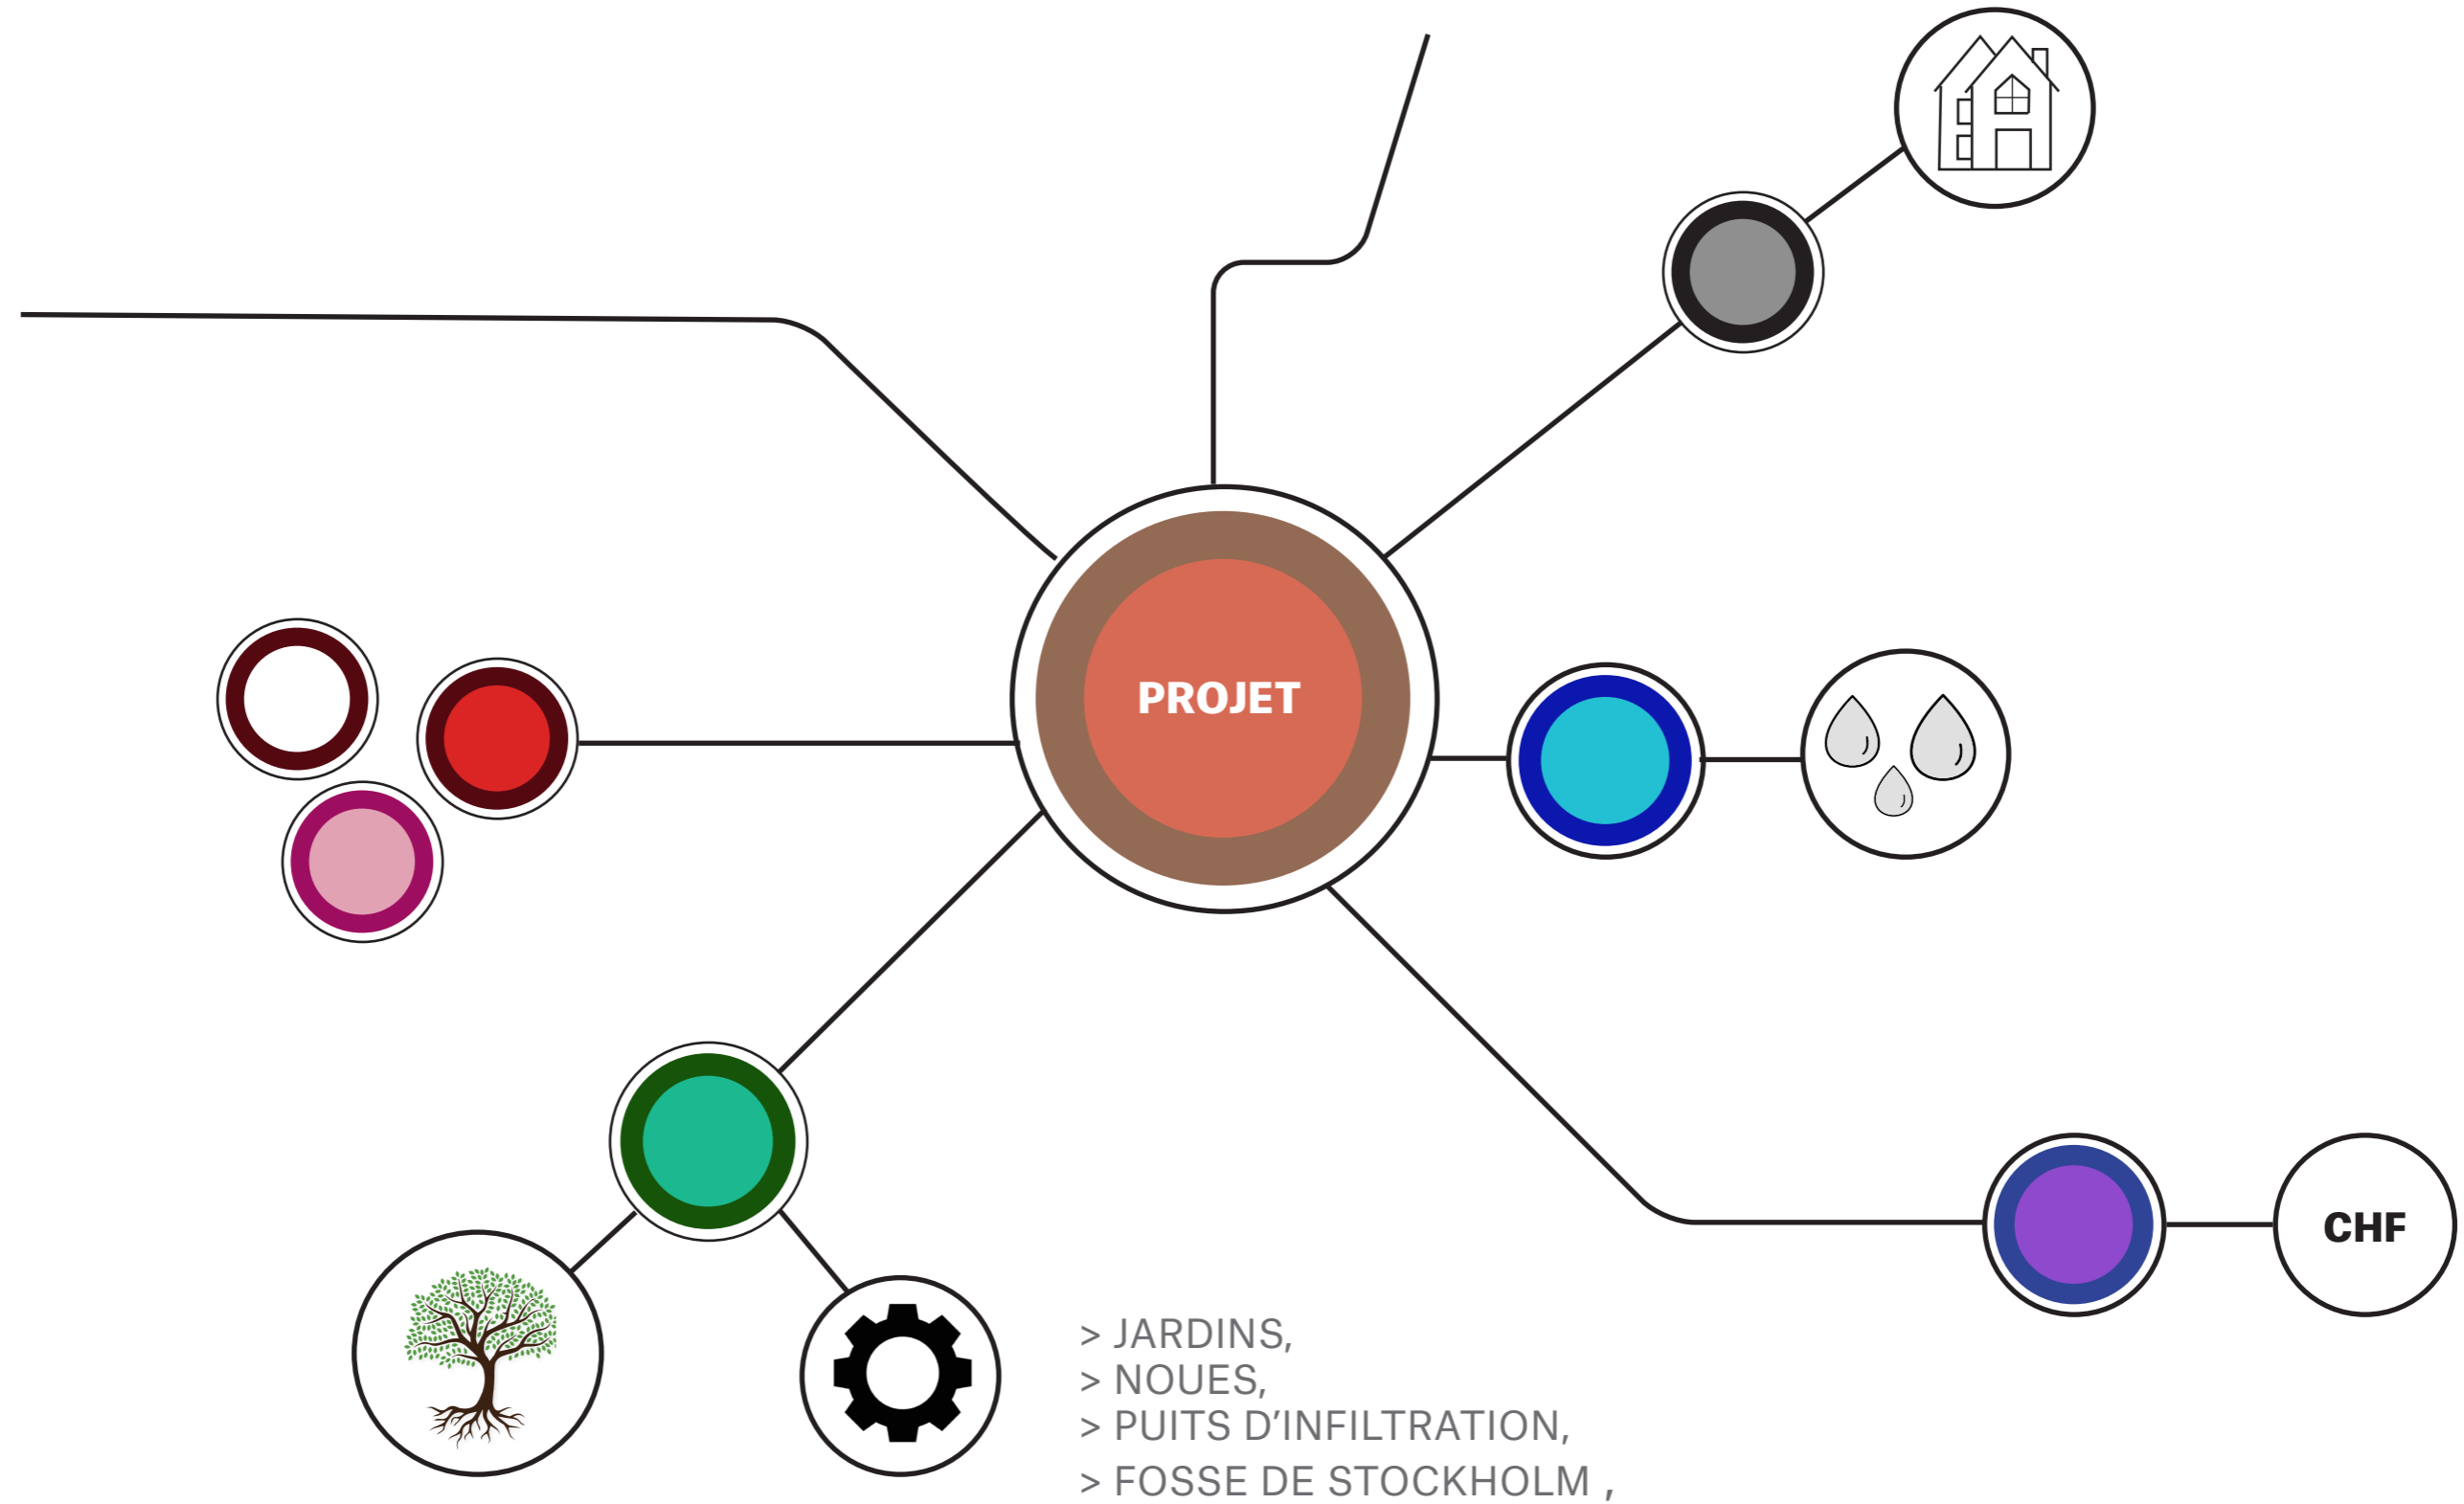 PROJET
CHF
> JARDINS,
> NOUES,
> PUITS D’INFILTRATION,
> FOSSE DE STOCKHOLM ,